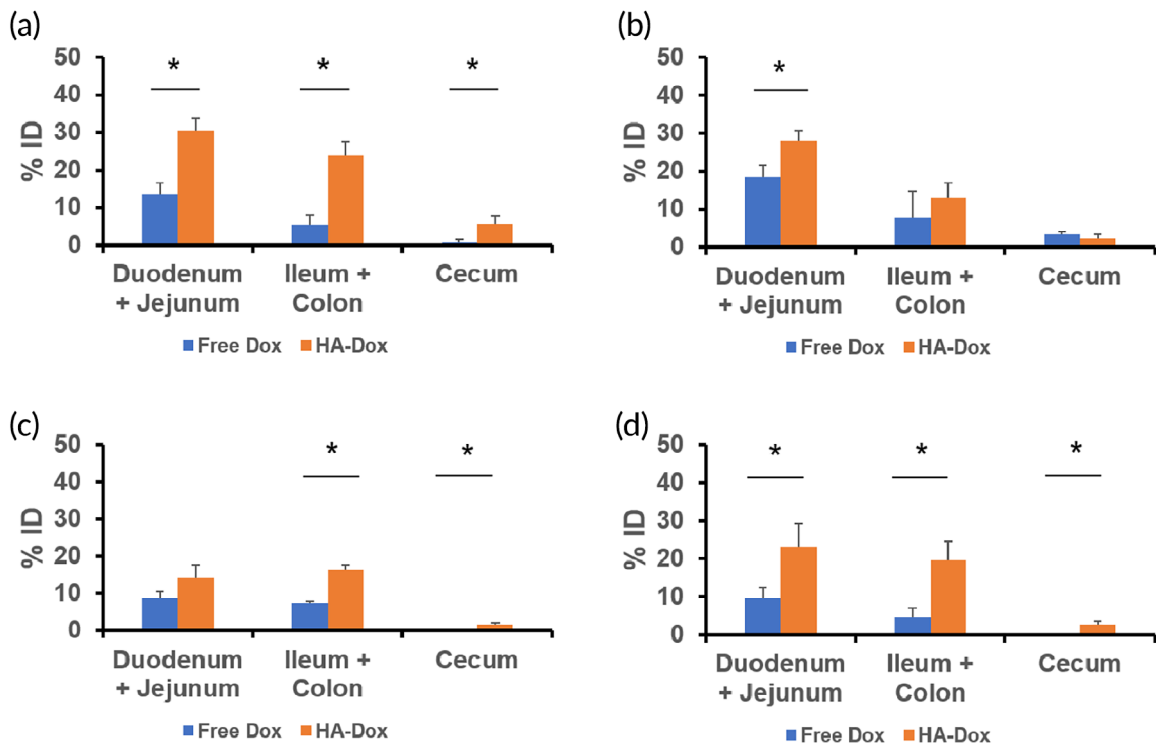 (a)
50
40
30
20
10
0
% ID
* * *
Duodenum + Jejunum
Ileum + Colon
Cecum
Free Dox HA-Dox
(b)
50
40
30
20
10
0
% ID
*
Duodenum + Jejunum
Ileum + Colon
Cecum
Free Dox HA-Dox
(c)
50
40
30
20
10
0
% ID
* *
Duodenum + Jejunum
Ileum + Colon
Cecum
Free Dox HA-Dox
(d)
50
40
30
20
10
0
% ID
* * *
Duodenum + Jejunum
Ileum + Colon
Cecum
Free Dox HA-Dox